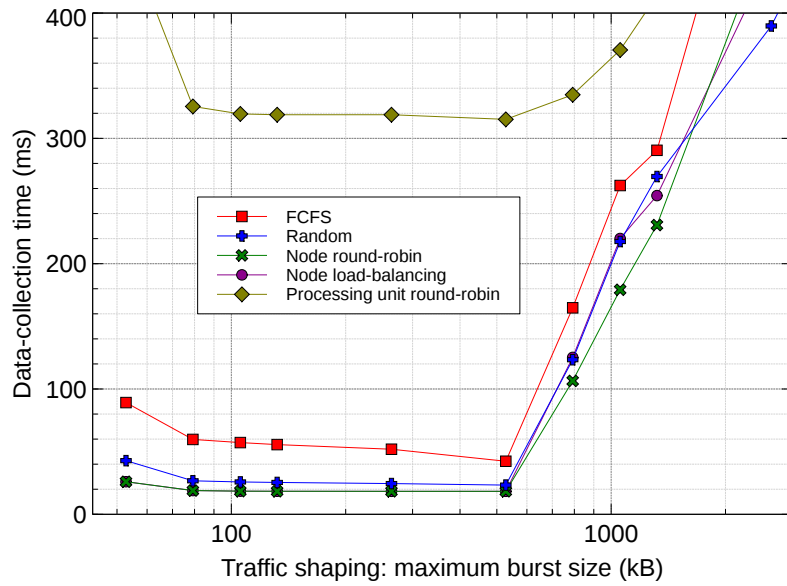 400
300
200
100
0
Data-collection time (ms)
FCFS
Random
Node round-robin
Node load-balancing
Processing unit round-robin
100
1000
Traffic shaping: maximum burst size (kB)